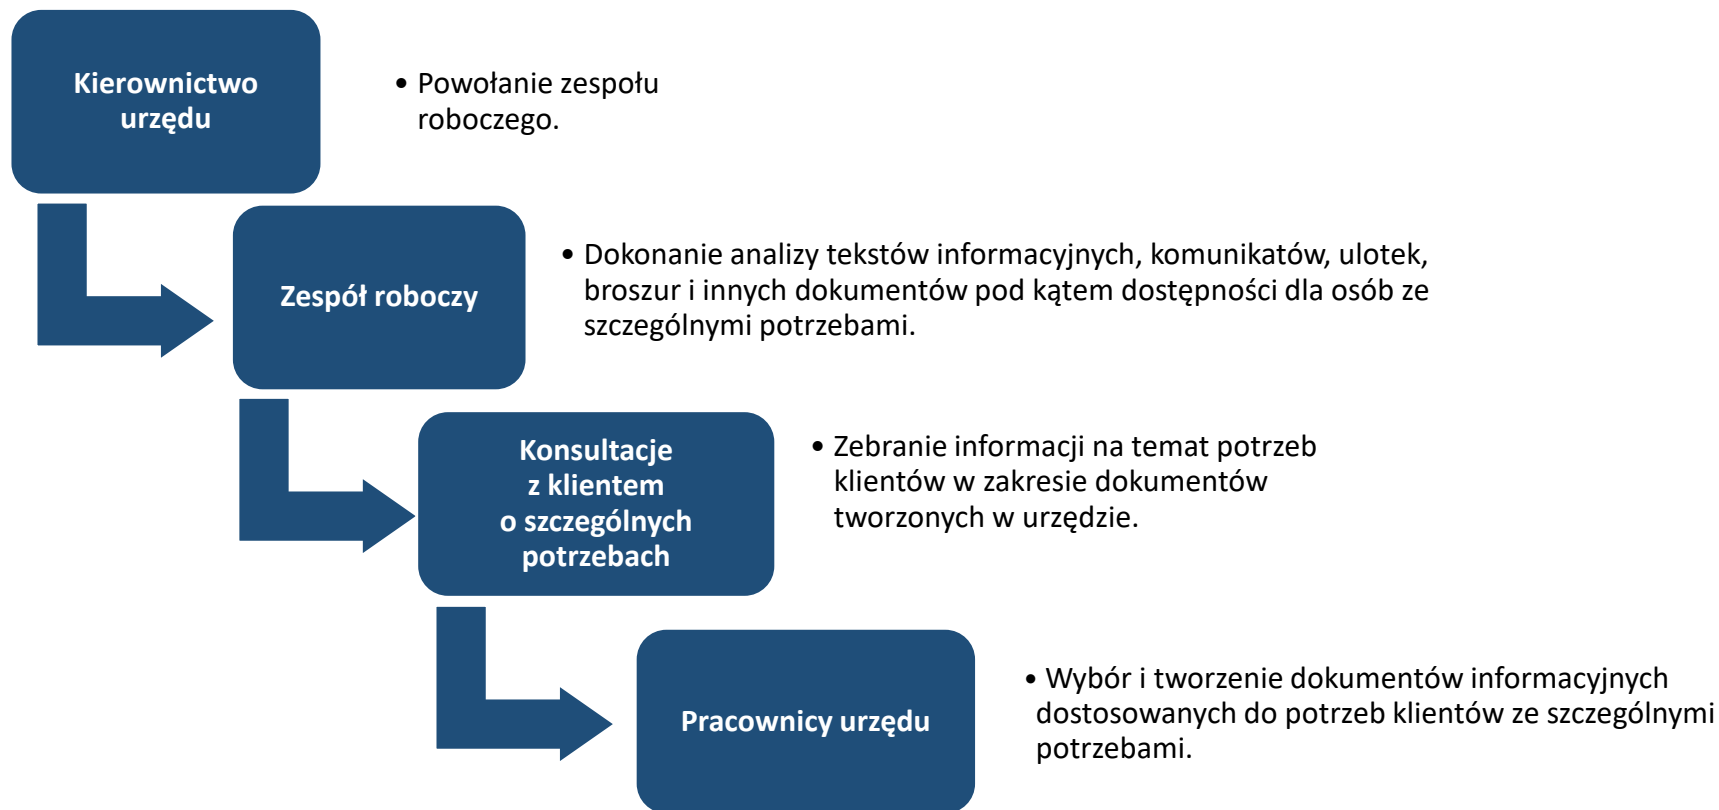 Kierownictwo
urzędu
• Powołanie zespołu
roboczego.
Zespół roboczy
• Dokonanie analizy tekstów informacyjnych, komunikatów, ulotek,
broszur i innych dokumentów pod kątem dostępności dla osób ze
szczególnymi potrzebami.
Konsultacje
z klientem
o szczególnych
potrzebach
• Zebranie informacji na temat potrzeb
klientów w zakresie dokumentów
tworzonych w urzędzie.
Pracownicy urzędu
• Wybór i tworzenie dokumentów informacyjnych
dostosowanych do potrzeb klientów ze szczególnymi
potrzebami.